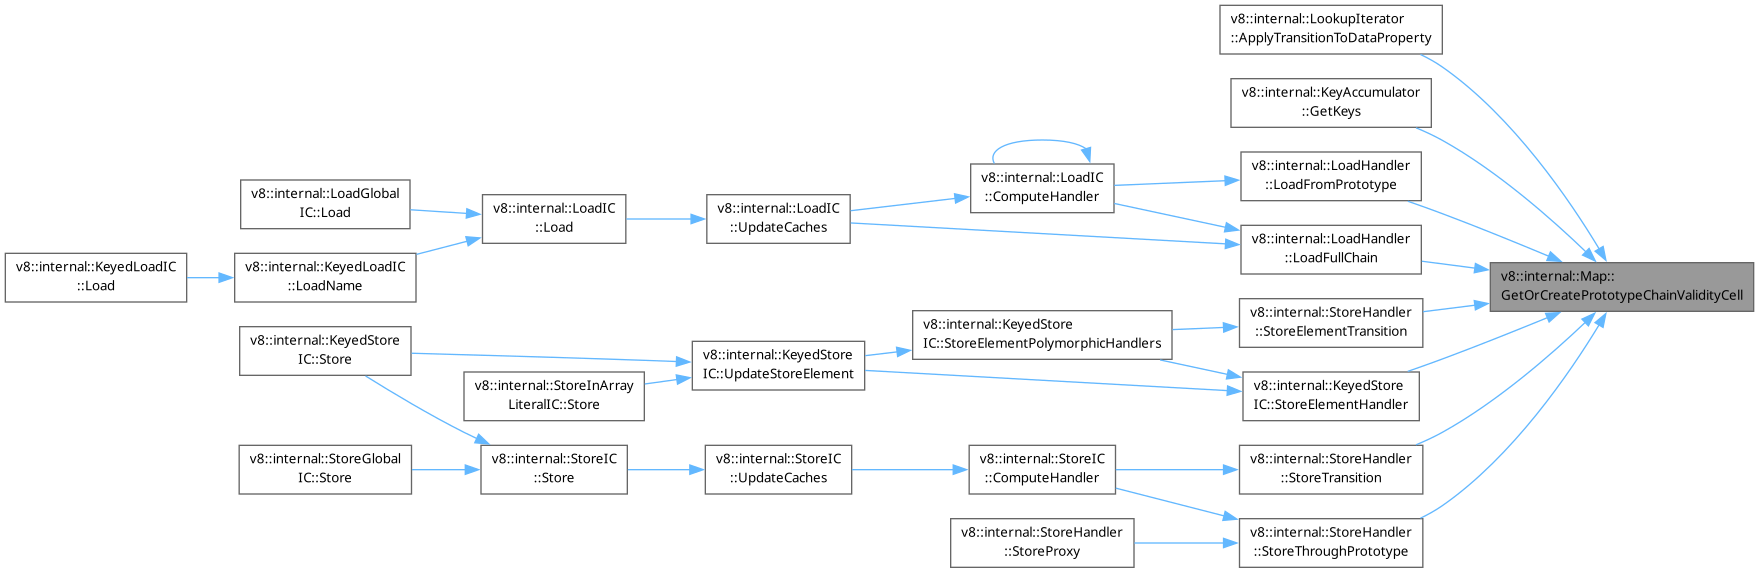 v8::internal::LookupIterator
::ApplyTransitionToDataProperty
v8::internal::KeyAccumulator
::GetKeys
v8::internal::LoadIC
::ComputeHandler
v8::internal::LoadHandler
::LoadFromPrototype
v8::internal::LoadGlobal
IC::Load
v8::internal::LoadIC
::Load
v8::internal::LoadIC
::UpdateCaches
v8::internal::LoadHandler
::LoadFullChain
v8::internal::KeyedLoadIC
::Load
v8::internal::KeyedLoadIC
::LoadName
v8::internal::Map::
GetOrCreatePrototypeChainValidityCell
v8::internal::StoreHandler
::StoreElementTransition
v8::internal::KeyedStore
IC::StoreElementPolymorphicHandlers
v8::internal::KeyedStore
IC::Store
v8::internal::KeyedStore
IC::UpdateStoreElement
v8::internal::StoreInArray
LiteralIC::Store
v8::internal::KeyedStore
IC::StoreElementHandler
v8::internal::StoreGlobal
IC::Store
v8::internal::StoreIC
::Store
v8::internal::StoreIC
::UpdateCaches
v8::internal::StoreIC
::ComputeHandler
v8::internal::StoreHandler
::StoreTransition
v8::internal::StoreHandler
::StoreProxy
v8::internal::StoreHandler
::StoreThroughPrototype